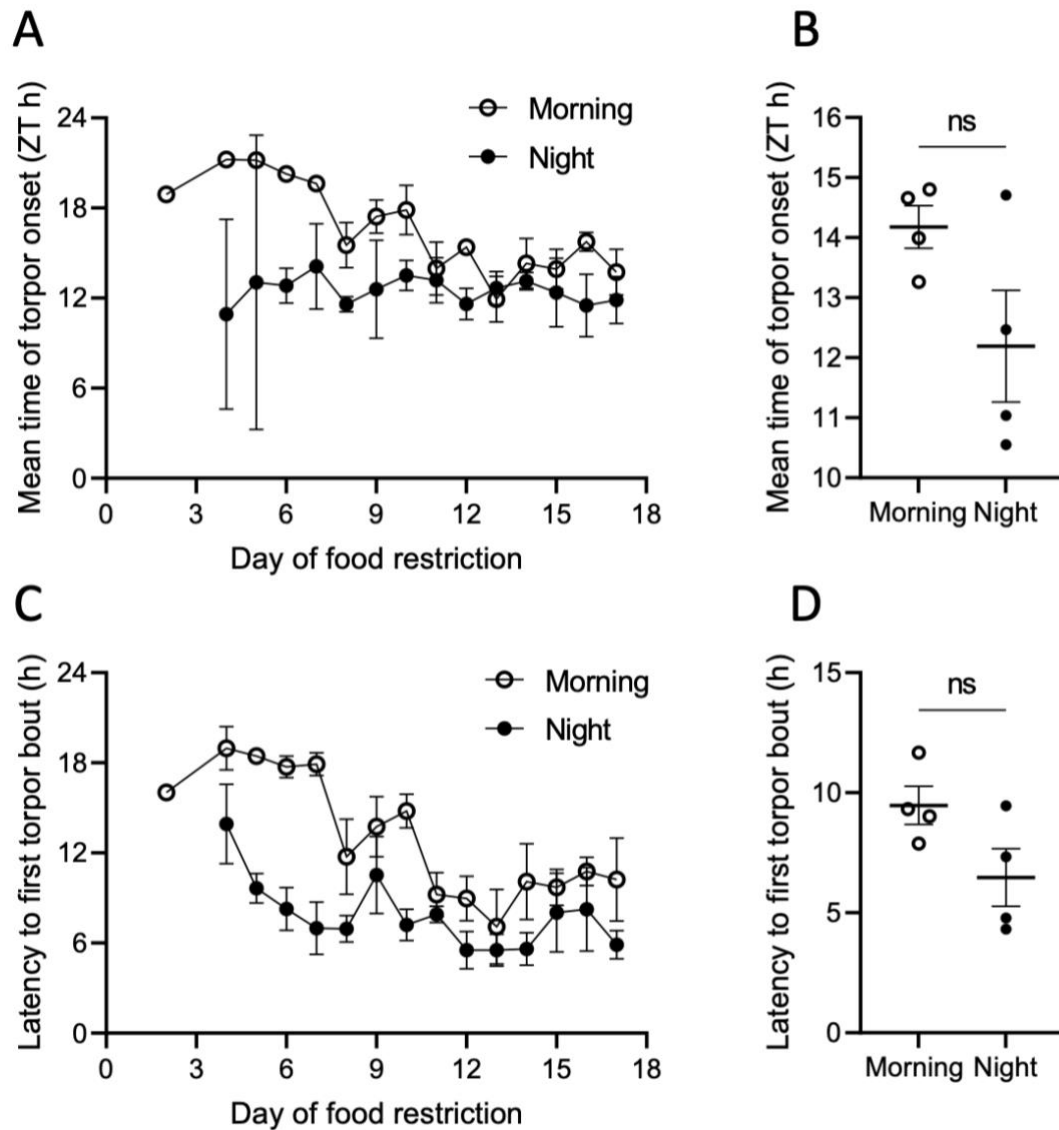 A
Mean time of torpor onset (ZT h)
24
18
12
6
0
0 3 6 9 12 15 18
Day of food restriction
Morning
Night
B
Mean time of torpor onset (ZT h)
16
15
14
13
12
11
10
ns
Morning Night
C
Latency to first torpor bout (h)
24
18
12
6
0
0 3 6 9 12 15 18
Day of food restriction
Morning
Night
D
Latency to first torpor bout (h)
15
10
5
0
ns
Morning Night